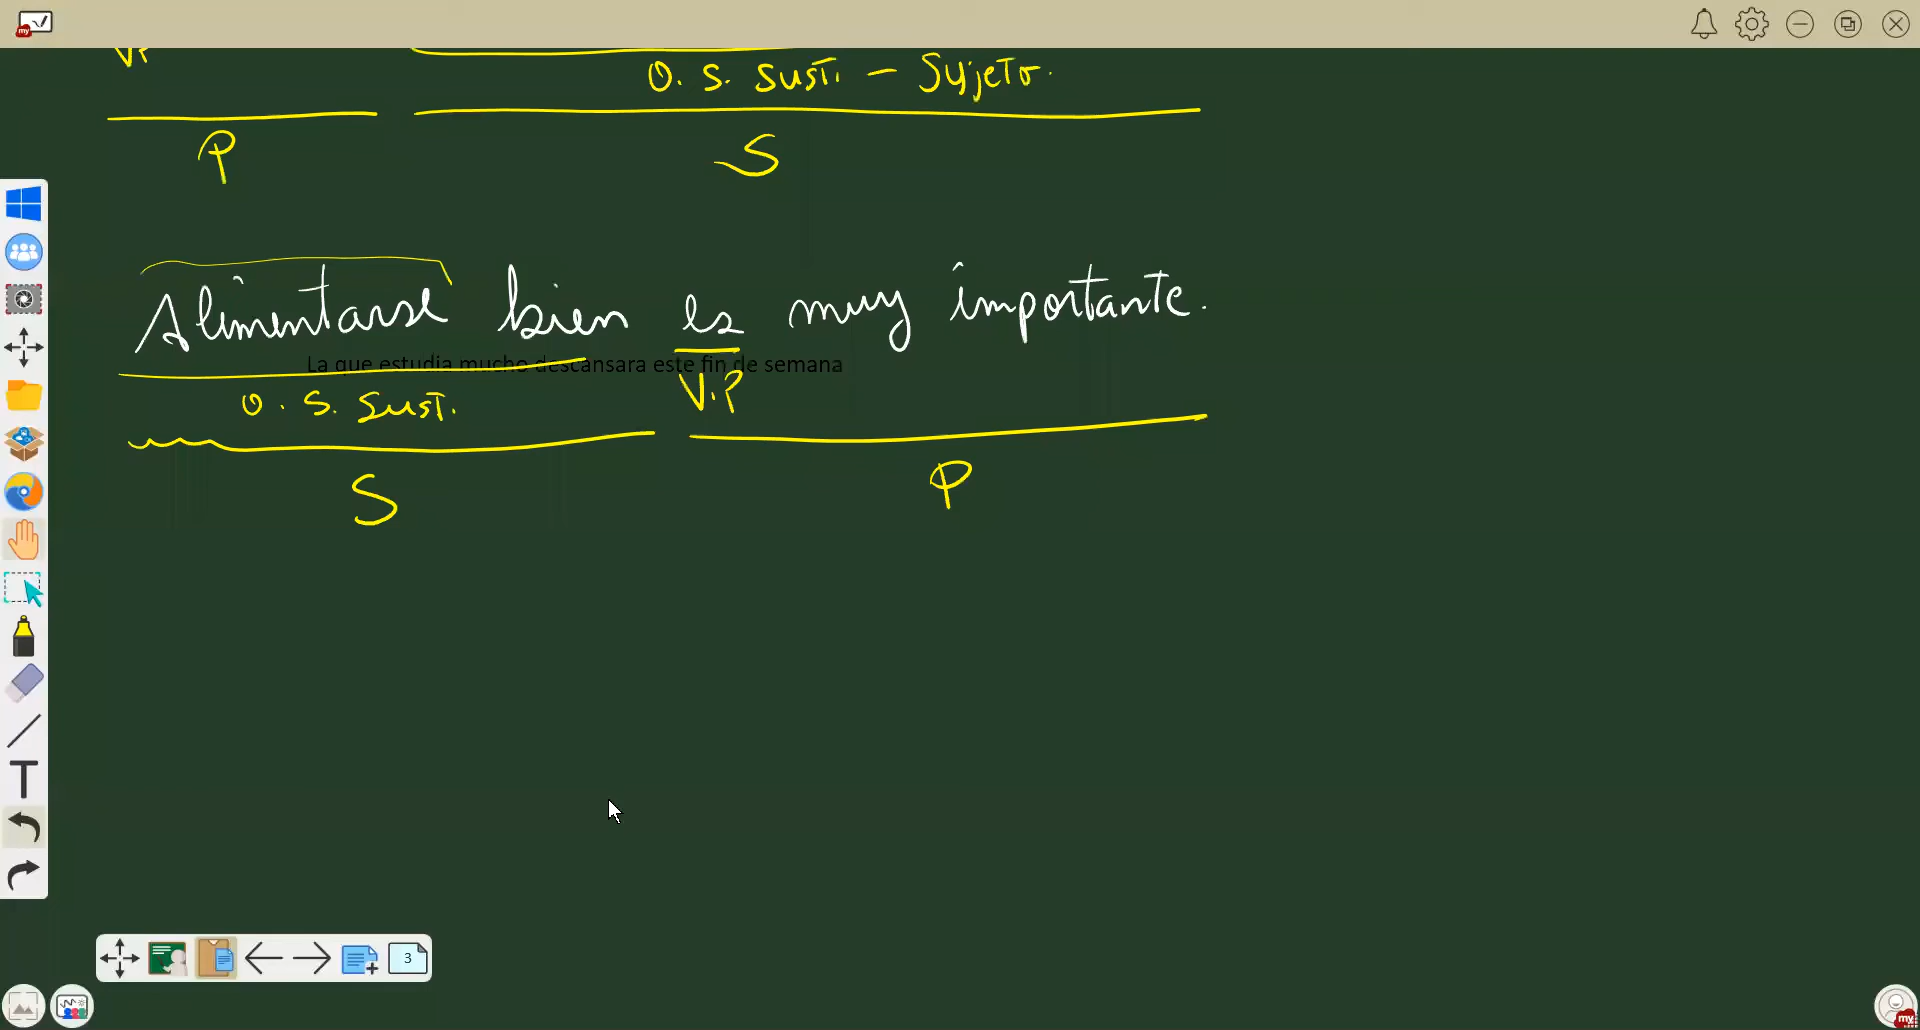 V.P
O. S. Sust. - Sujeto.
P
S
Alimentarse bien es muy importante.
La que estudia mucho descansara este fin de semana
O. S. Sust.
V.P
S
P
3